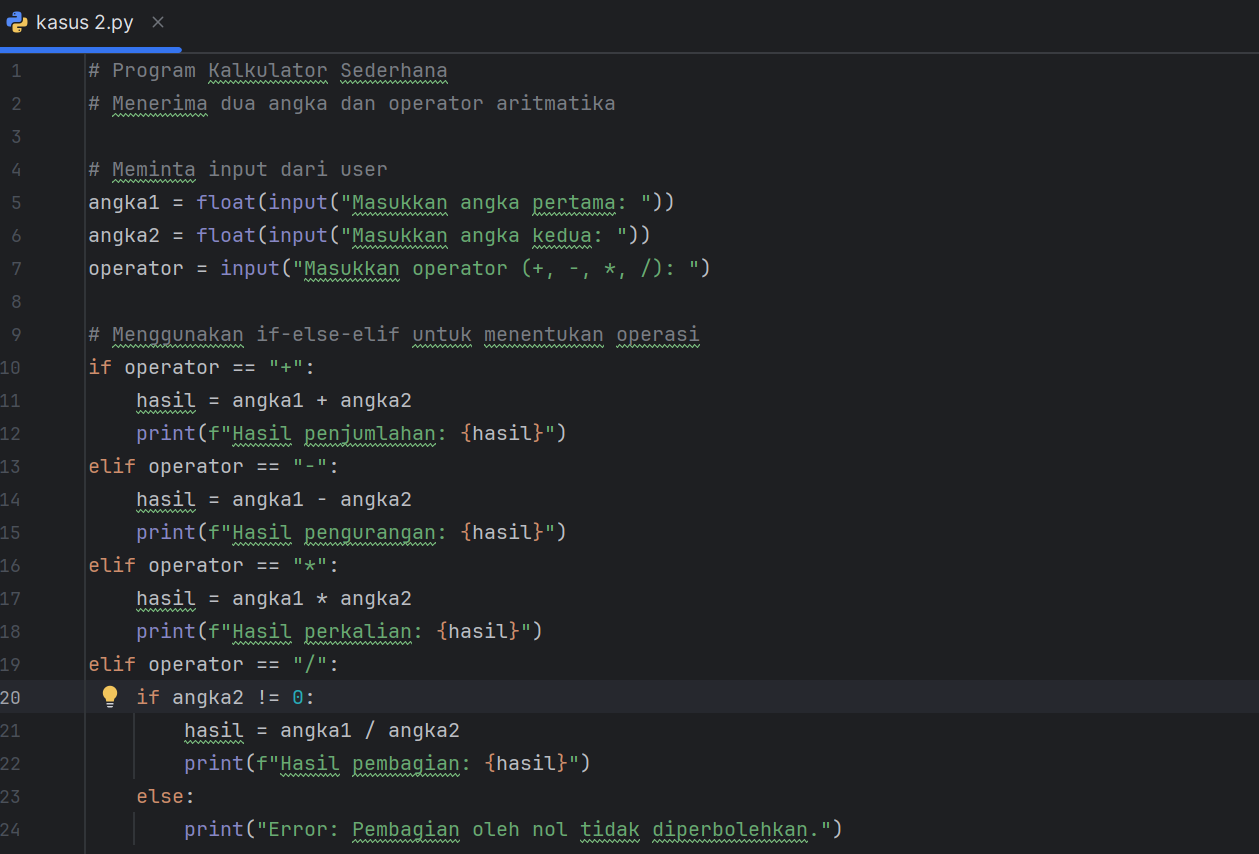 kasus 2.py
1 # Program Kalkulator Sederhana
2 # Menerima dua angka dan operator aritmatika
3
4 # Meminta input dari user
5 angka1 = float(input("Masukkan angka pertama: "))
6 angka2 = float(input("Masukkan angka kedua: "))
7 operator = input("Masukkan operator (+, -, *, /): ")
8
9 # Menggunakan if-else-elif untuk menentukan operasi
10 if operator == "+":
11     hasil = angka1 + angka2
12     print(f"Hasil penjumlahan: {hasil}")
13 elif operator == "-":
14     hasil = angka1 - angka2
15     print(f"Hasil pengurangan: {hasil}")
16 elif operator == "*":
17     hasil = angka1 * angka2
18     print(f"Hasil perkalian: {hasil}")
19 elif operator == "/":
20     if angka2 != 0:
21         hasil = angka1 / angka2
22         print(f"Hasil pembagian: {hasil}")
23     else:
24         print("Error: Pembagian oleh nol tidak diperbolehkan.")